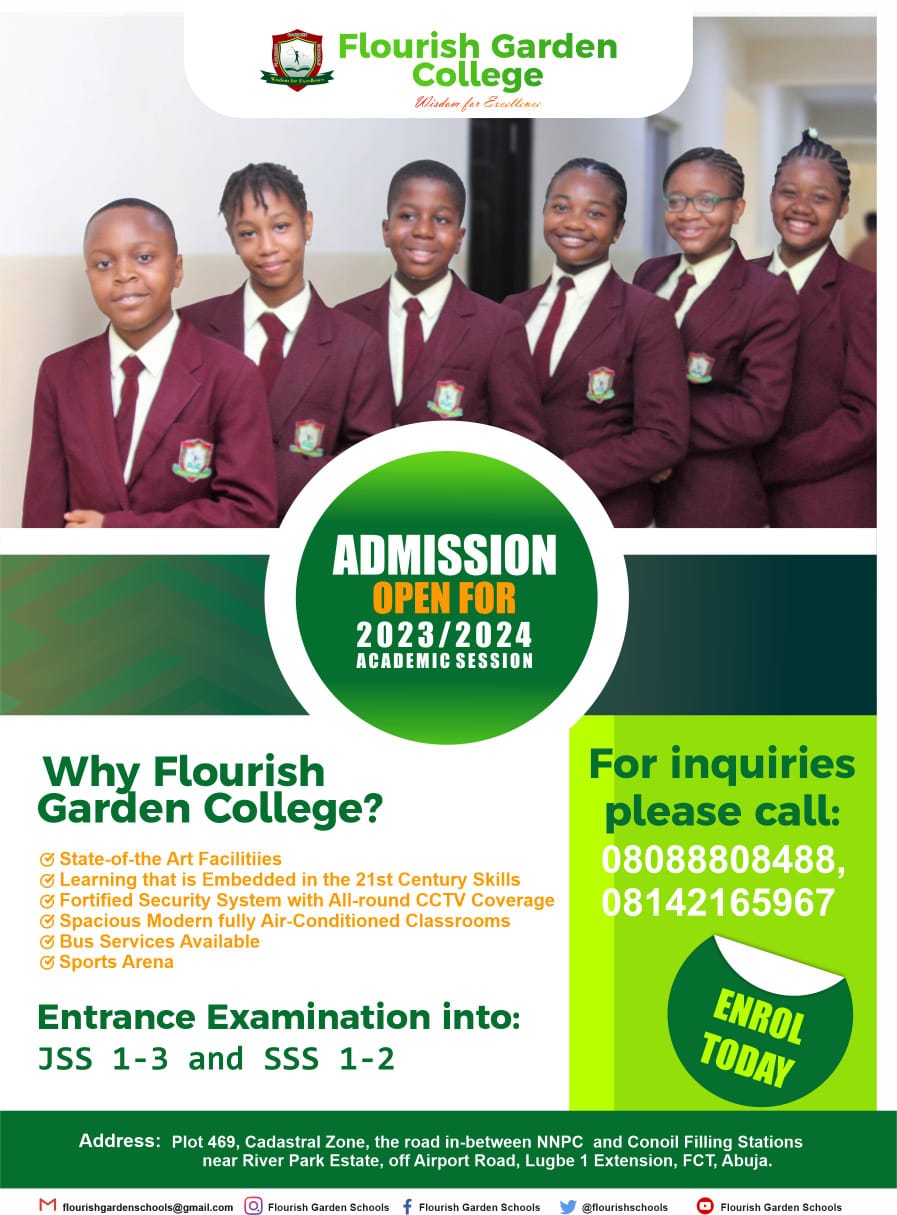 Flourish Garden
College
Wisdom for Excellence
Wisdom for Excellence
ADMISSION
OPEN FOR
2023/2024
ACADEMIC SESSION
Why Flourish
Garden College?
State-of-the Art Facilitiies
Learning that is Embedded in the 21st Century Skills
Fortified Security System with All-round CCTV Coverage
Spacious Modern fully Air-Conditioned Classrooms
Bus Services Available
Sports Arena
Entrance Examination into:
JSS 1-3 and SSS 1-2
For inquiries
please call:
08088808488,
08142165967
ENROL
TODAY
Address: Plot 469, Cadastral Zone, the road in-between NNPC and Conoil Filling Stations
near River Park Estate, off Airport Road, Lugbe 1 Extension, FCT, Abuja.
flourishgardenschools@gmail.com Flourish Garden Schools Flourish Garden Schools @flourishschools Flourish Garden Schools